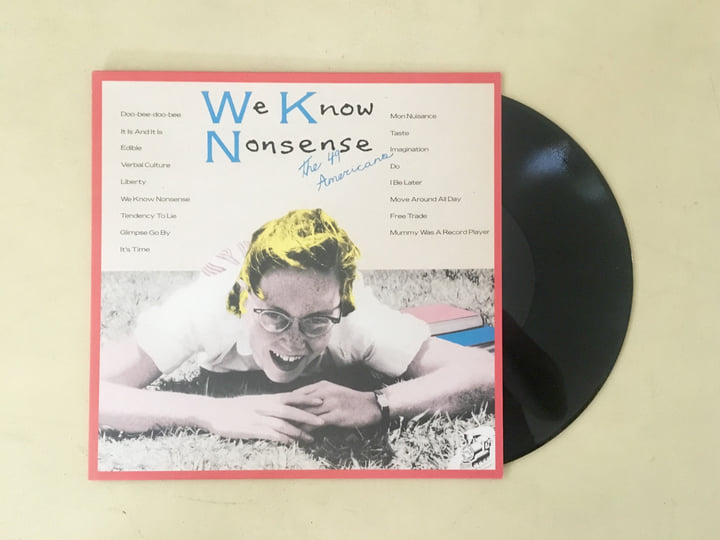 We Know
Nonsense
The 49
Americans
Doo-bee-doo-bee
It Is And It Is
Edible
Verbal Culture
Liberty
We Know Nonsense
Tendency To Lie
Glimpse Go By
It's Time
Mon Nuisance
Taste
Imagination
Do
I Be Later
Move Around All Day
Free Trade
Mummy Was A Record Player